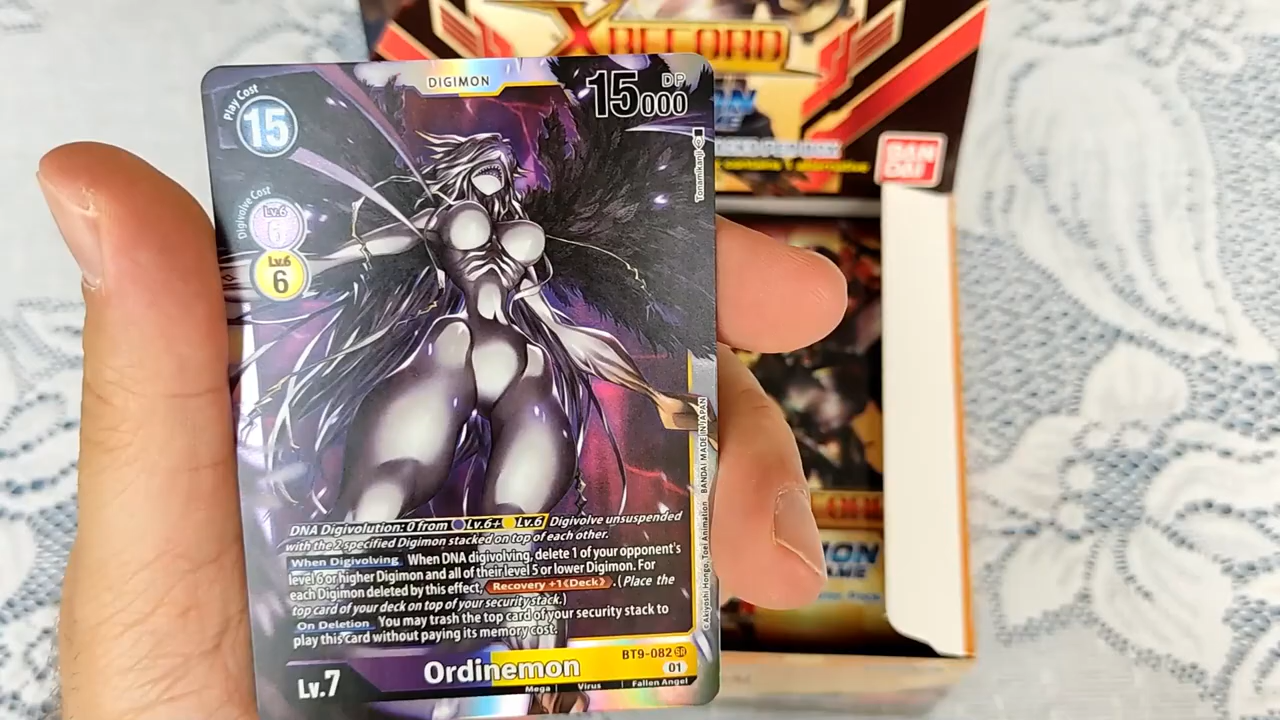 X RECORD
BAN
DAI
DIGIMON
Play Cost
15
15000
DP
Digivolve Cost
Lv.6
Lv.6
6
Tonamikanji
DNA Digivolution: 0 from Lv.6+ Lv.6 Digivolve unsuspended
with the 2 specified Digimon stacked on top of each other.
When Digivolving When DNA digivolving, delete 1 of your opponent's
level 6 or higher Digimon and all of their level 5 or lower Digimon. For
each Digimon deleted by this effect, Recovery +1 《Deck》. (Place the
top card of your deck on top of your security stack.)
On Deletion You may trash the top card of your security stack to
play this card without paying its memory cost.
©Akiyoshi Hongo, Toei Animation BANDAI MADE IN JAPAN
BT9-082 SR
01
Lv.7
Ordinemon
Mega Virus Fallen Angel